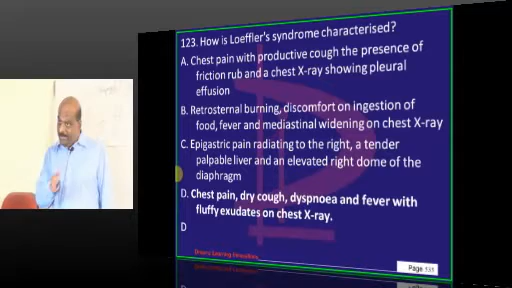 123. How is Loeffler's syndrome characterised?
A. Chest pain with productive cough the presence of
friction rub and a chest X-ray showing pleural
effusion
B. Retrosternal burning, discomfort on ingestion of
food, fever and mediastinal widening on chest X-ray
C. Epigastric pain radiating to the right, a tender
palpable liver and an elevated right dome of the
diaphragm
D. Chest pain, dry cough, dyspnoea and fever with
fluffy exudates on chest X-ray.
D
Page